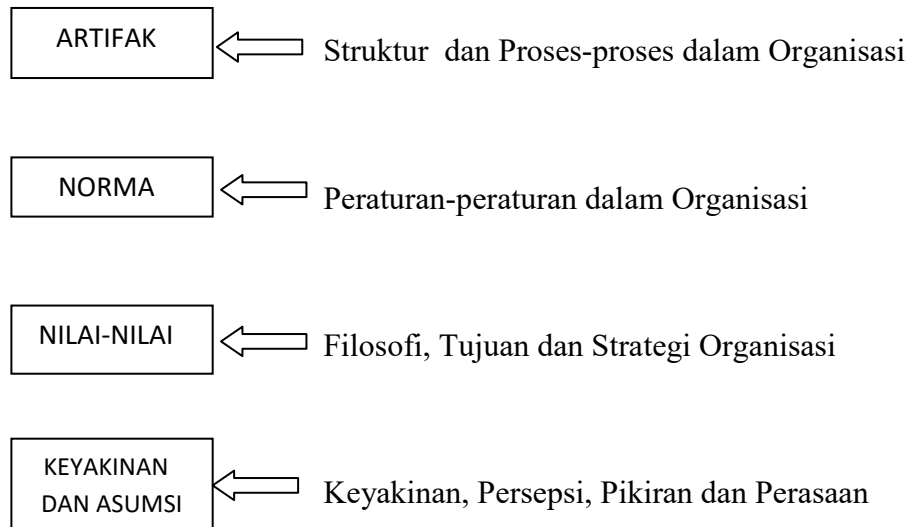 ARTIFAK
Struktur dan Proses-proses dalam Organisasi
NORMA
Peraturan-peraturan dalam Organisasi
NILAI-NILAI
Filosofi, Tujuan dan Strategi Organisasi
KEYAKINAN
DAN ASUMSI
Keyakinan, Persepsi, Pikiran dan Perasaan